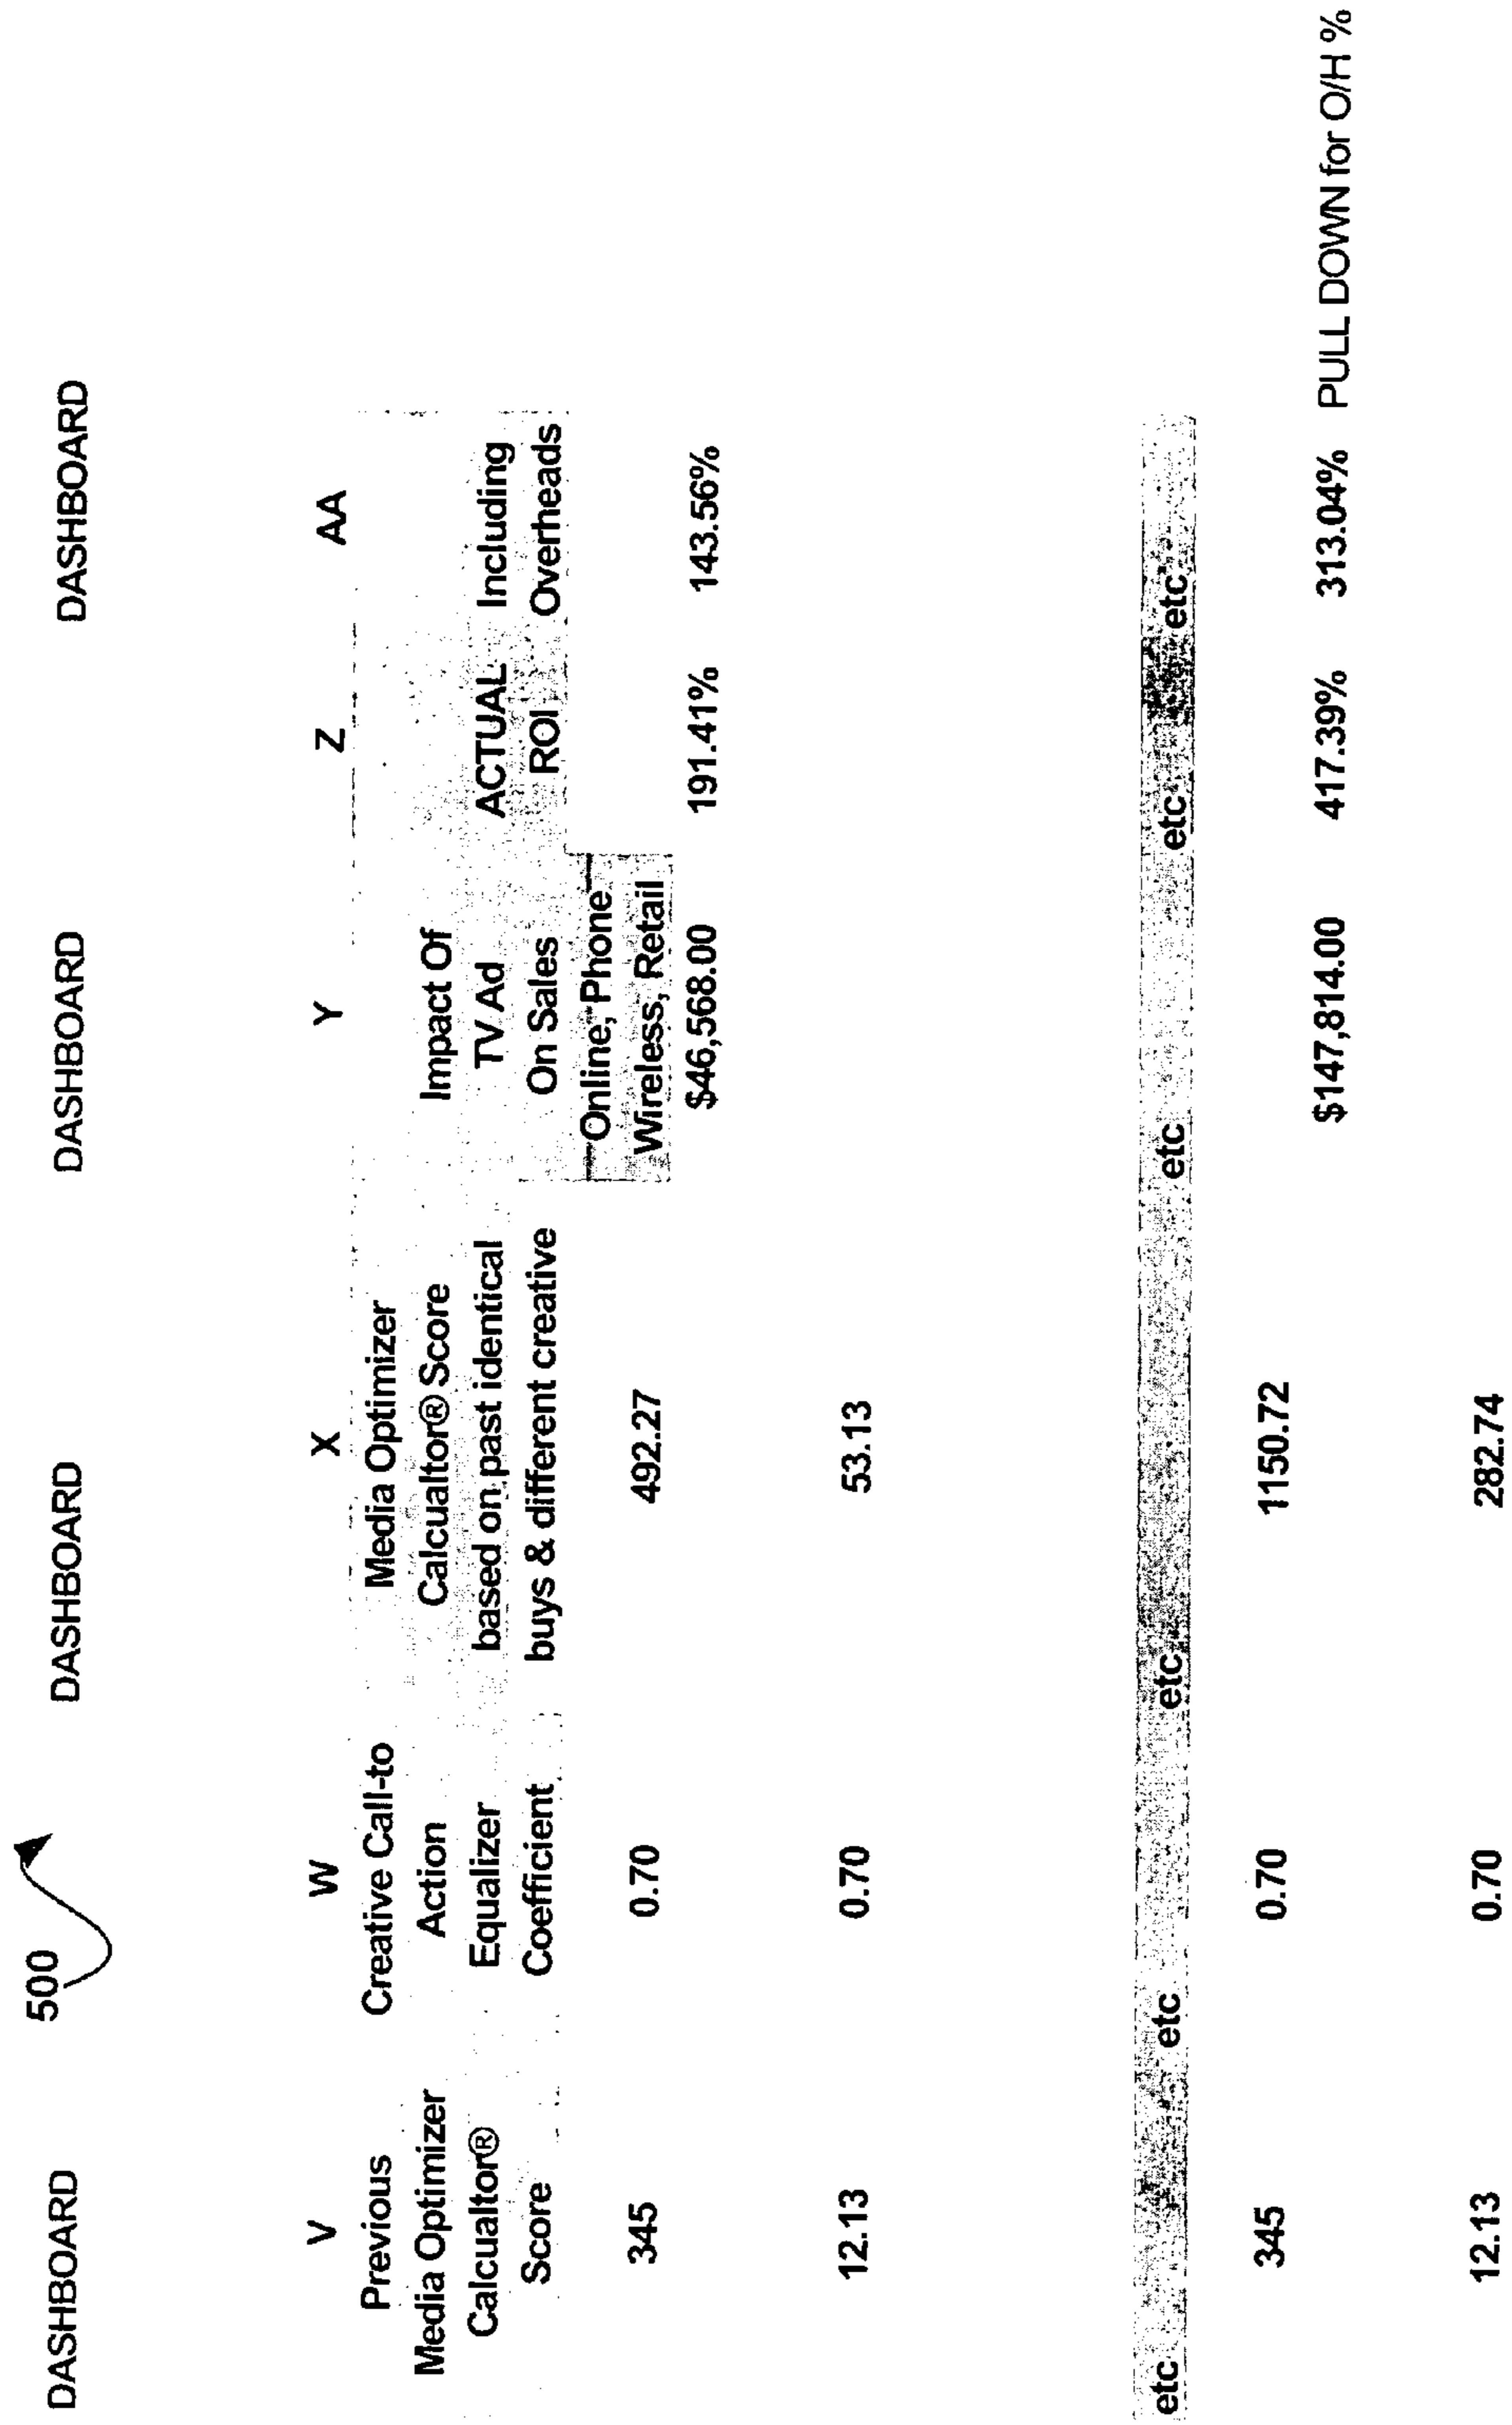 500
DASHBOARD DASHBOARD DASHBOARD DASHBOARD
V W X Y Z AA
Previous Creative Call-to Media Optimizer
Media Optimizer Action Calcualtor® Score Impact Of
Calcualtor® Equalizer based on past identical TV Ad ACTUAL Including
Score Coefficient buys & different creative On Sales ROI Overheads
Online, Phone
345 0.70 492.27 Wireless, Retail
$46,568.00 191.41% 143.56%
12.13 0.70 53.13
etc etc etc etc etc etc
345 0.70 1150.72
$147,814.00 417.39% 313.04% PULL DOWN for O/H %
12.13 0.70 282.74